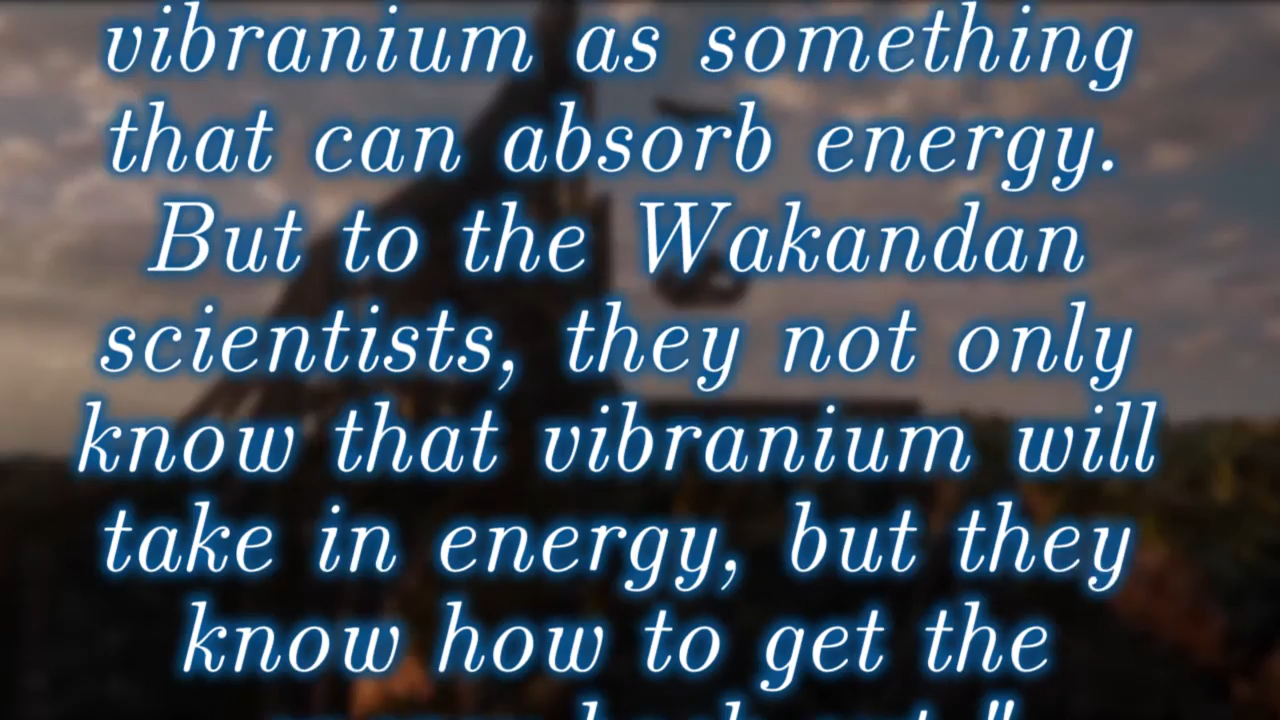 vibranium as something
that can absorb energy.
But to the Wakandan
scientists, they not only
know that vibranium will
take in energy, but they
know how to get the